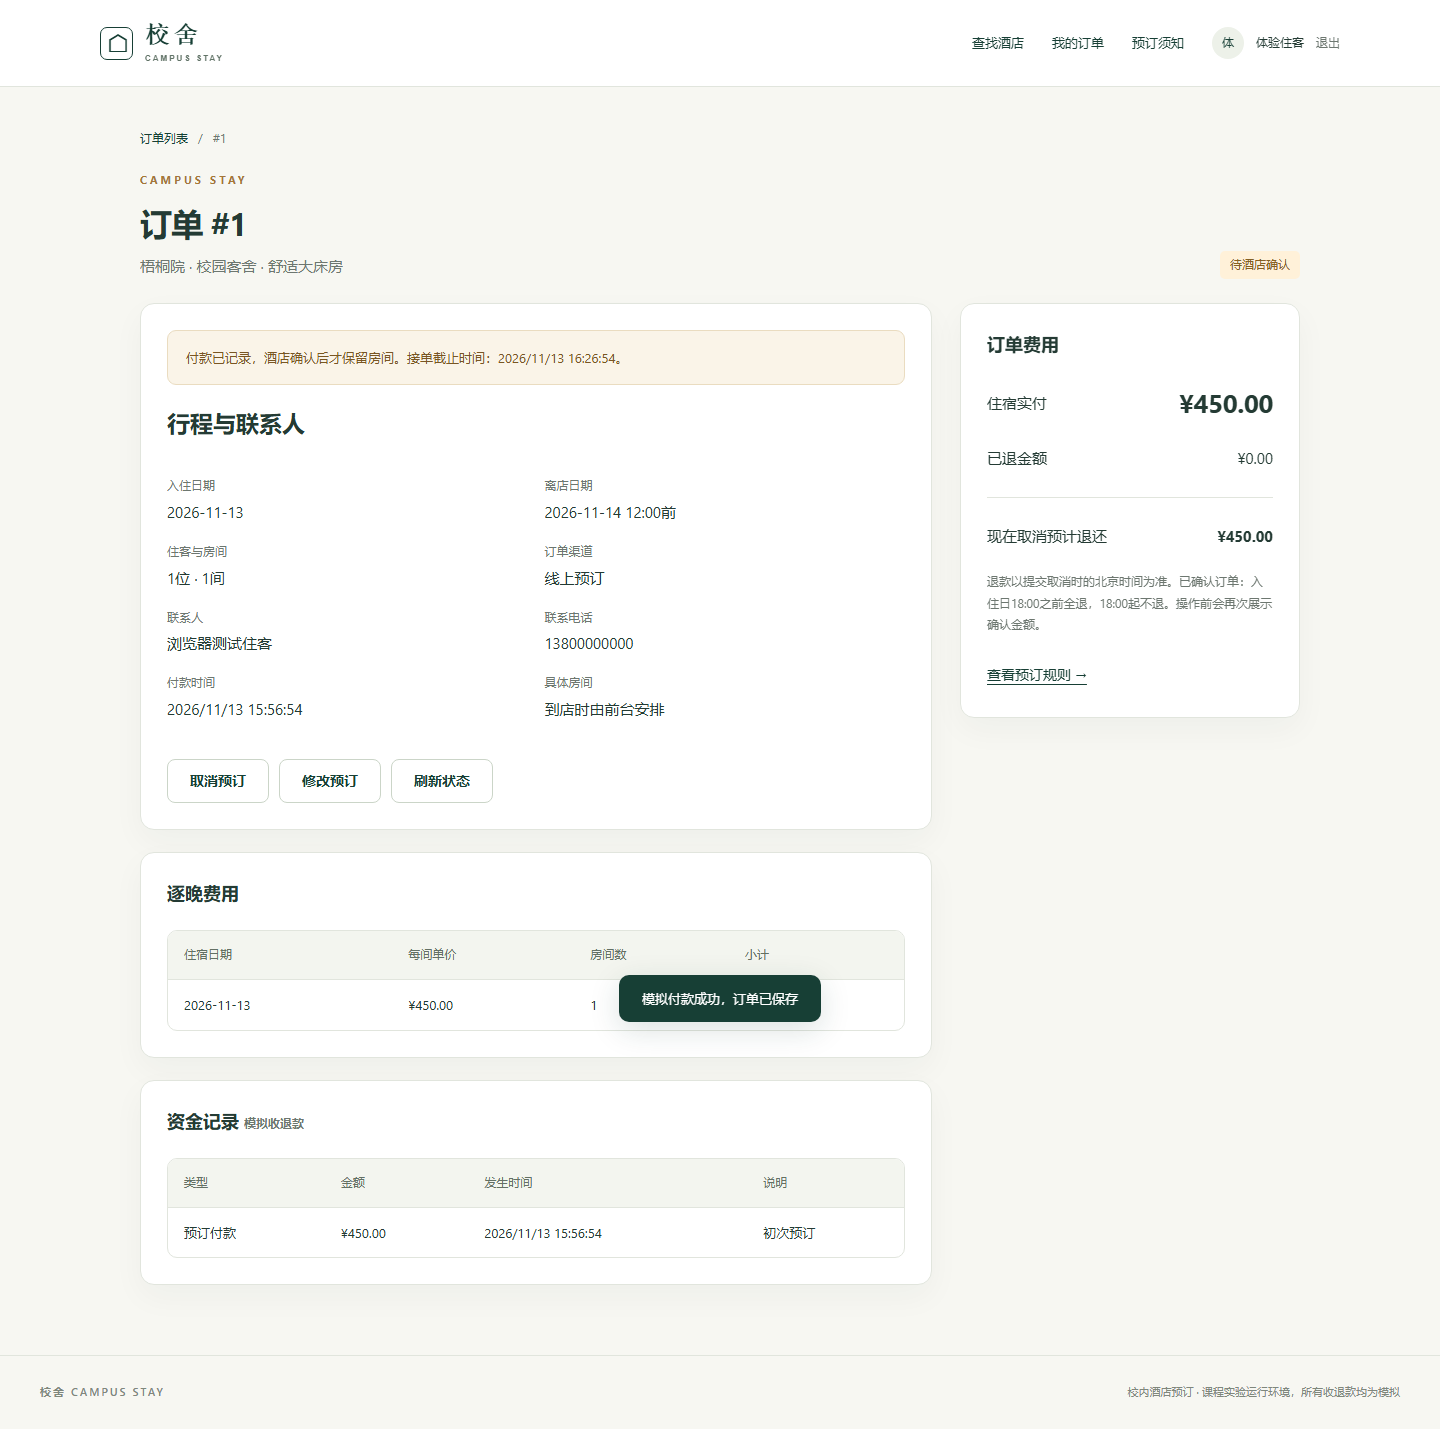 校舍
CAMPUS STAY
查找酒店 我的订单 预订须知 体 体验住客 退出
订单列表 / #1
CAMPUS STAY
订单 #1
梧桐院 · 校园客舍 · 舒适大床房
待酒店确认
付款已记录，酒店确认后才保留房间。接单截止时间：2026/11/13 16:26:54。
行程与联系人
入住日期 离店日期
2026-11-13 2026-11-14 12:00前
住客与房间 订单渠道
1位 · 1间 线上预订
联系人 联系电话
浏览器测试住客 13800000000
付款时间 具体房间
2026/11/13 15:56:54 到店时由前台安排
取消预订 修改预订 刷新状态
订单费用
住宿实付 ¥450.00
已退金额 ¥0.00
现在取消预计退还 ¥450.00
退款以提交取消时的北京时间为准。已确认订单：入
住日18:00之前全退，18:00起不退。操作前会再次展示
确认金额。
查看预订规则 →
逐晚费用
住宿日期 每间单价 房间数 小计
2026-11-13 ¥450.00 1
模拟付款成功，订单已保存
资金记录 模拟收退款
类型 金额 发生时间 说明
预订付款 ¥450.00 2026/11/13 15:56:54 初次预订
校舍 CAMPUS STAY
校内酒店预订 · 课程实验运行环境，所有收退款均为模拟